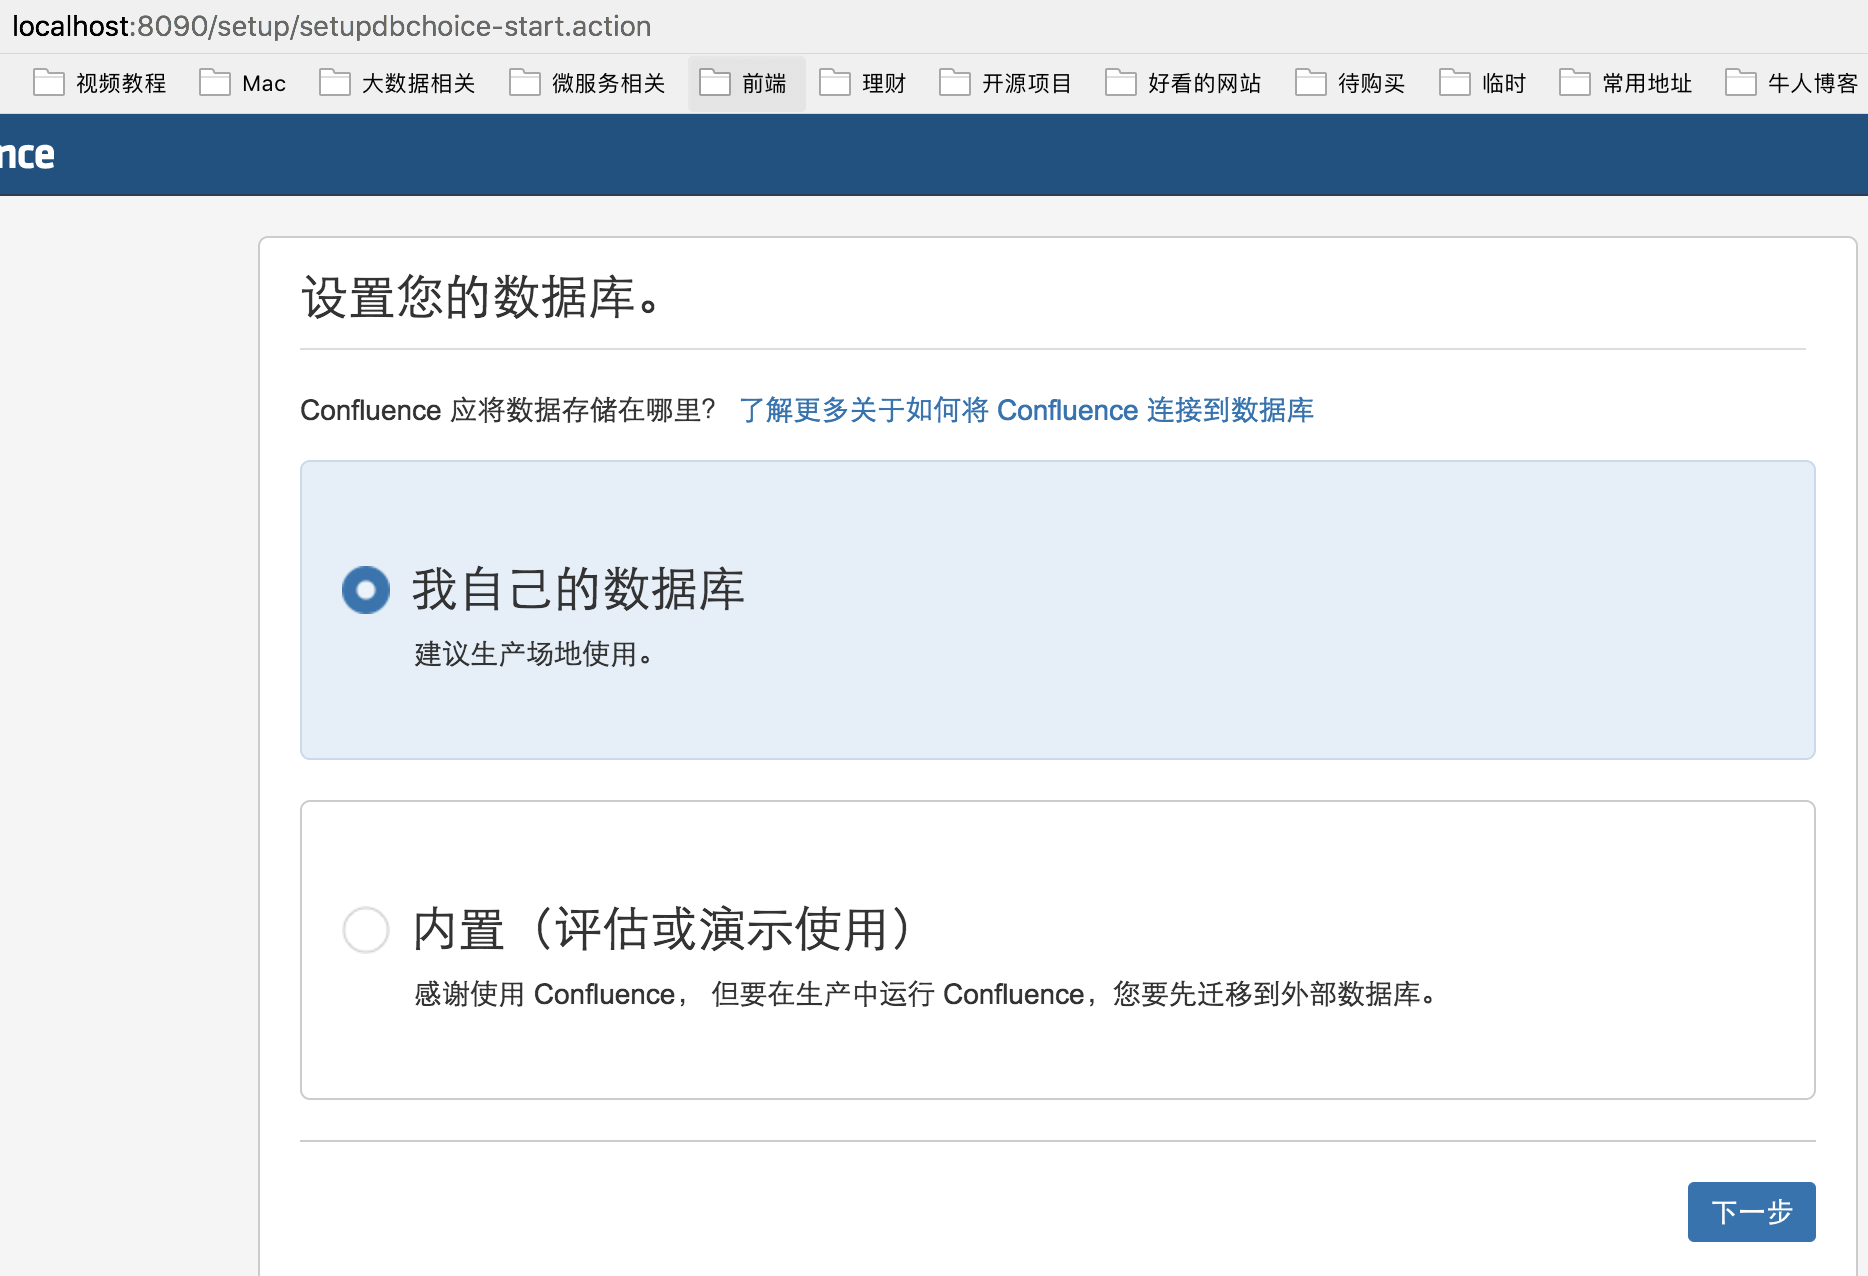 localhost:8090/setup/setupdbchoice-start.action
视频教程 Mac 大数据相关 微服务相关 前端 理财 开源项目 好看的网站 待购买 临时 常用地址 牛人博客
nce
设置您的数据库。
Confluence 应将数据存储在哪里？ 了解更多关于如何将 Confluence 连接到数据库
我自己的数据库
建议生产场地使用。
内置（评估或演示使用）
感谢使用 Confluence， 但要在生产中运行 Confluence，您要先迁移到外部数据库。
下一步